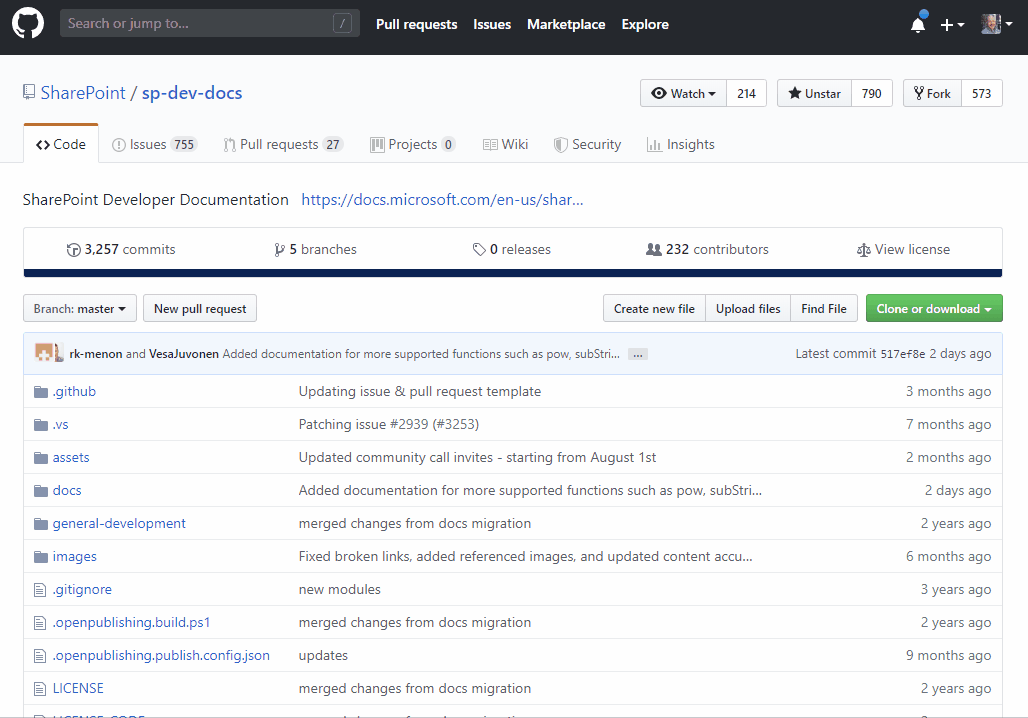 Search or jump to... /
Pull requests Issues Marketplace Explore
SharePoint / sp-dev-docs
Watch 214 Unstar 790 Fork 573
Code Issues 755 Pull requests 27 Projects 0 Wiki Security Insights
SharePoint Developer Documentation https://docs.microsoft.com/en-us/shar...
3,257 commits 5 branches 0 releases 232 contributors View license
Branch: master New pull request Create new file Upload files Find File Clone or download
rk-menon and VesaJuvonen Added documentation for more supported functions such as pow, subStri... ... Latest commit 517ef8e 2 days ago
.github Updating issue & pull request template 3 months ago
.vs Patching issue #2939 (#3253) 7 months ago
assets Updated community call invites - starting from August 1st 2 months ago
docs Added documentation for more supported functions such as pow, subStri... 2 days ago
general-development merged changes from docs migration 2 years ago
images Fixed broken links, added referenced images, and updated content accu... 6 months ago
.gitignore new modules 3 years ago
.openpublishing.build.ps1 merged changes from docs migration 2 years ago
.openpublishing.publish.config.json updates 9 months ago
LICENSE merged changes from docs migration 2 years ago